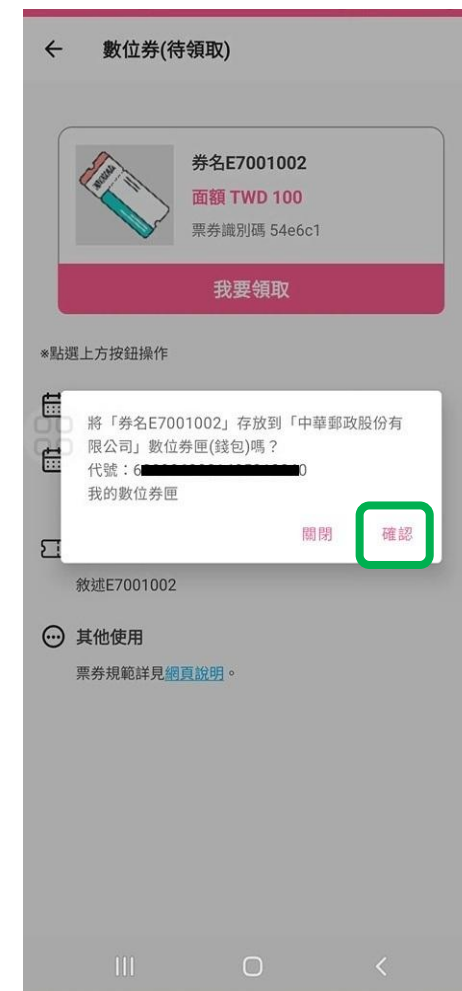 數位券(待領取)
券名E7001002
面額 TWD 100
票券識別碼 54e6c1
我要領取
※點選上方按鈕操作
將「券名E7001002」存放到「中華郵政股份有
限公司」數位券匣(錢包)嗎？
代號：6 0
我的數位券匣
關閉
確認
敘述E7001002
其他使用
票券規範詳見網頁說明。